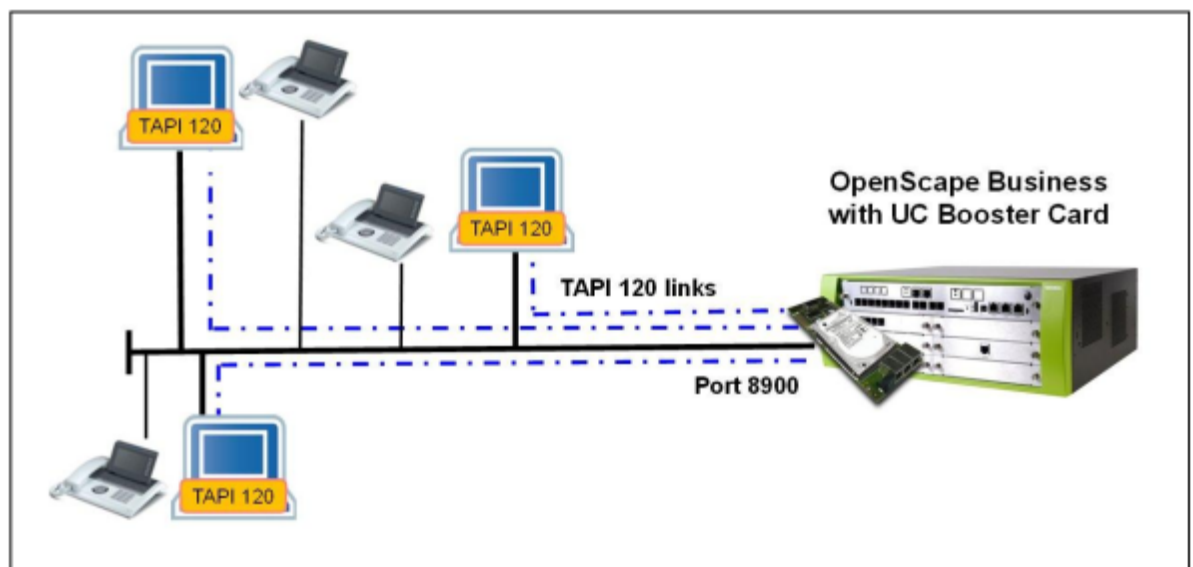 TAPI 120
TAPI 120
OpenScape Business
with UC Booster Card
TAPI 120 links
Port 8900
TAPI 120